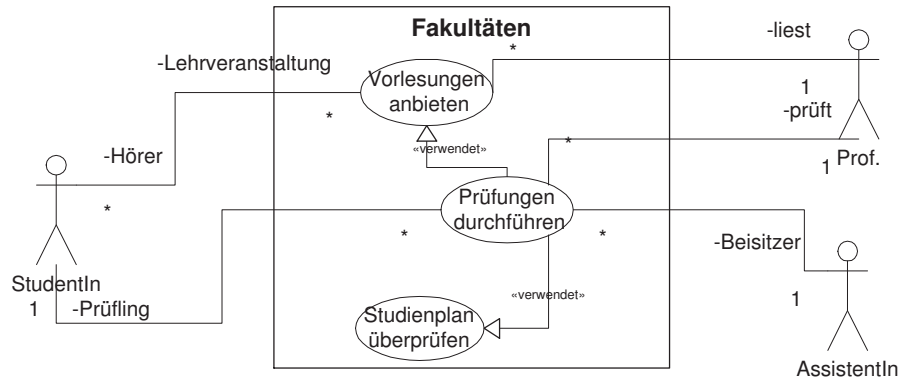 Fakultäten
-liest
*
-Lehrveranstaltung
Vorlesungen
anbieten
1
*
-prüft
«verwendet»
*
-Hörer
1
Prof.
Prüfungen
durchführen
*
*
*
-Beisitzer
StudentIn
«verwendet»
1
1
-Prüfling
Studienplan
überprüfen
AssistentIn